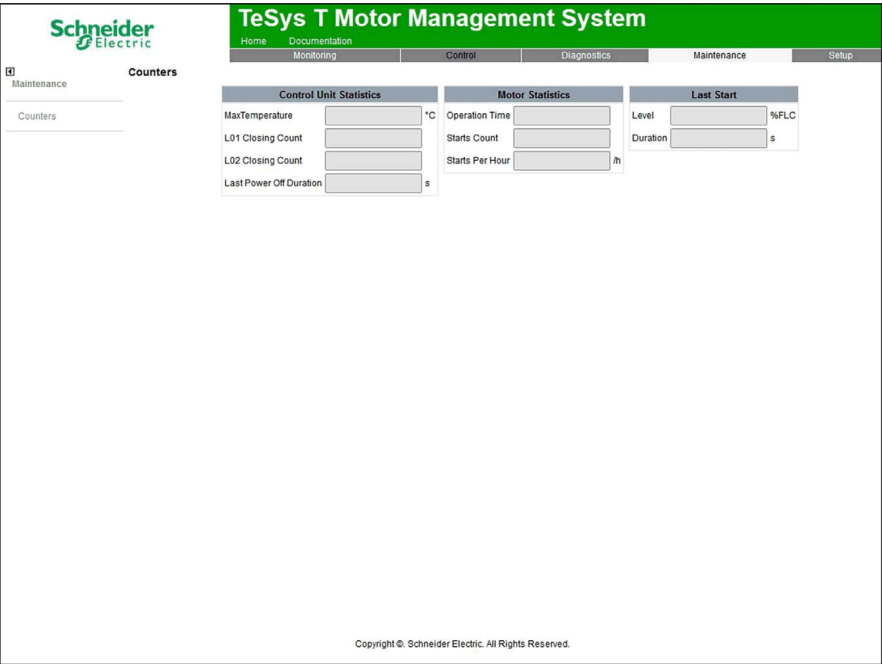 Schneider
Electric
TeSys T Motor Management System
Home Documentation
Monitoring Control Diagnostics Maintenance Setup
Maintenance
Counters
Counters
Control Unit Statistics
MaxTemperature °C
L01 Closing Count
L02 Closing Count
Last Power Off Duration s
Motor Statistics
Operation Time
Starts Count
Starts Per Hour /h
Last Start
Level %FLC
Duration s
Copyright ©. Schneider Electric. All Rights Reserved.